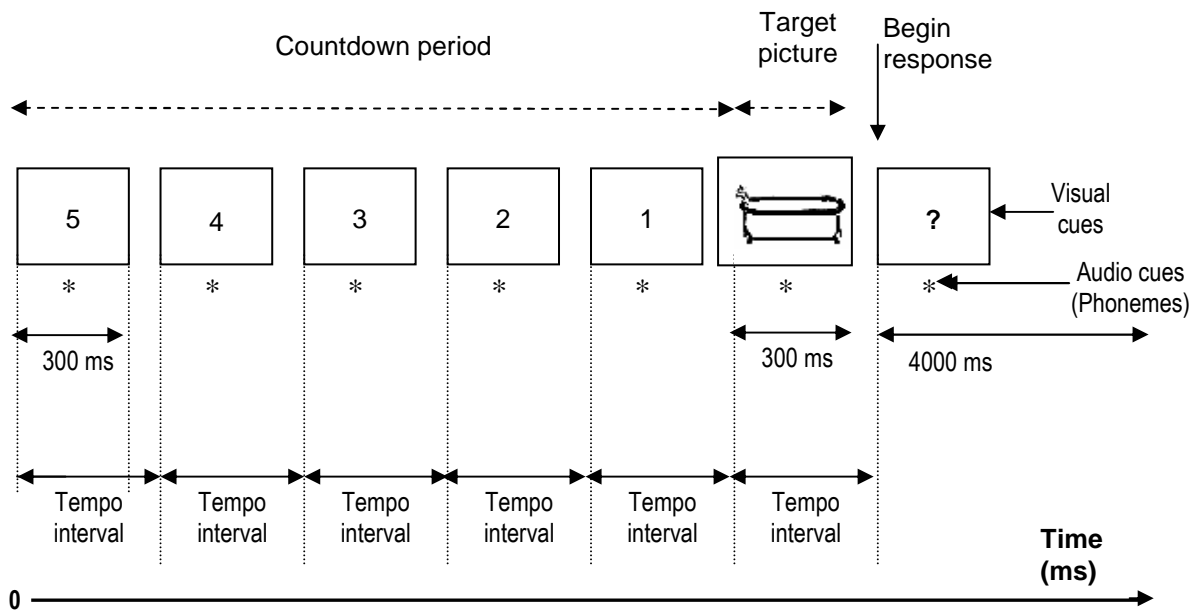 Countdown period
Target
picture
Begin
response
5
4
3
2
1
?
Visual
cues
* * * * * * *
Audio cues
(Phonemes)
300 ms
300 ms
4000 ms
Tempo
interval
Tempo
interval
Tempo
interval
Tempo
interval
Tempo
interval
Tempo
interval
Time
(ms)
0